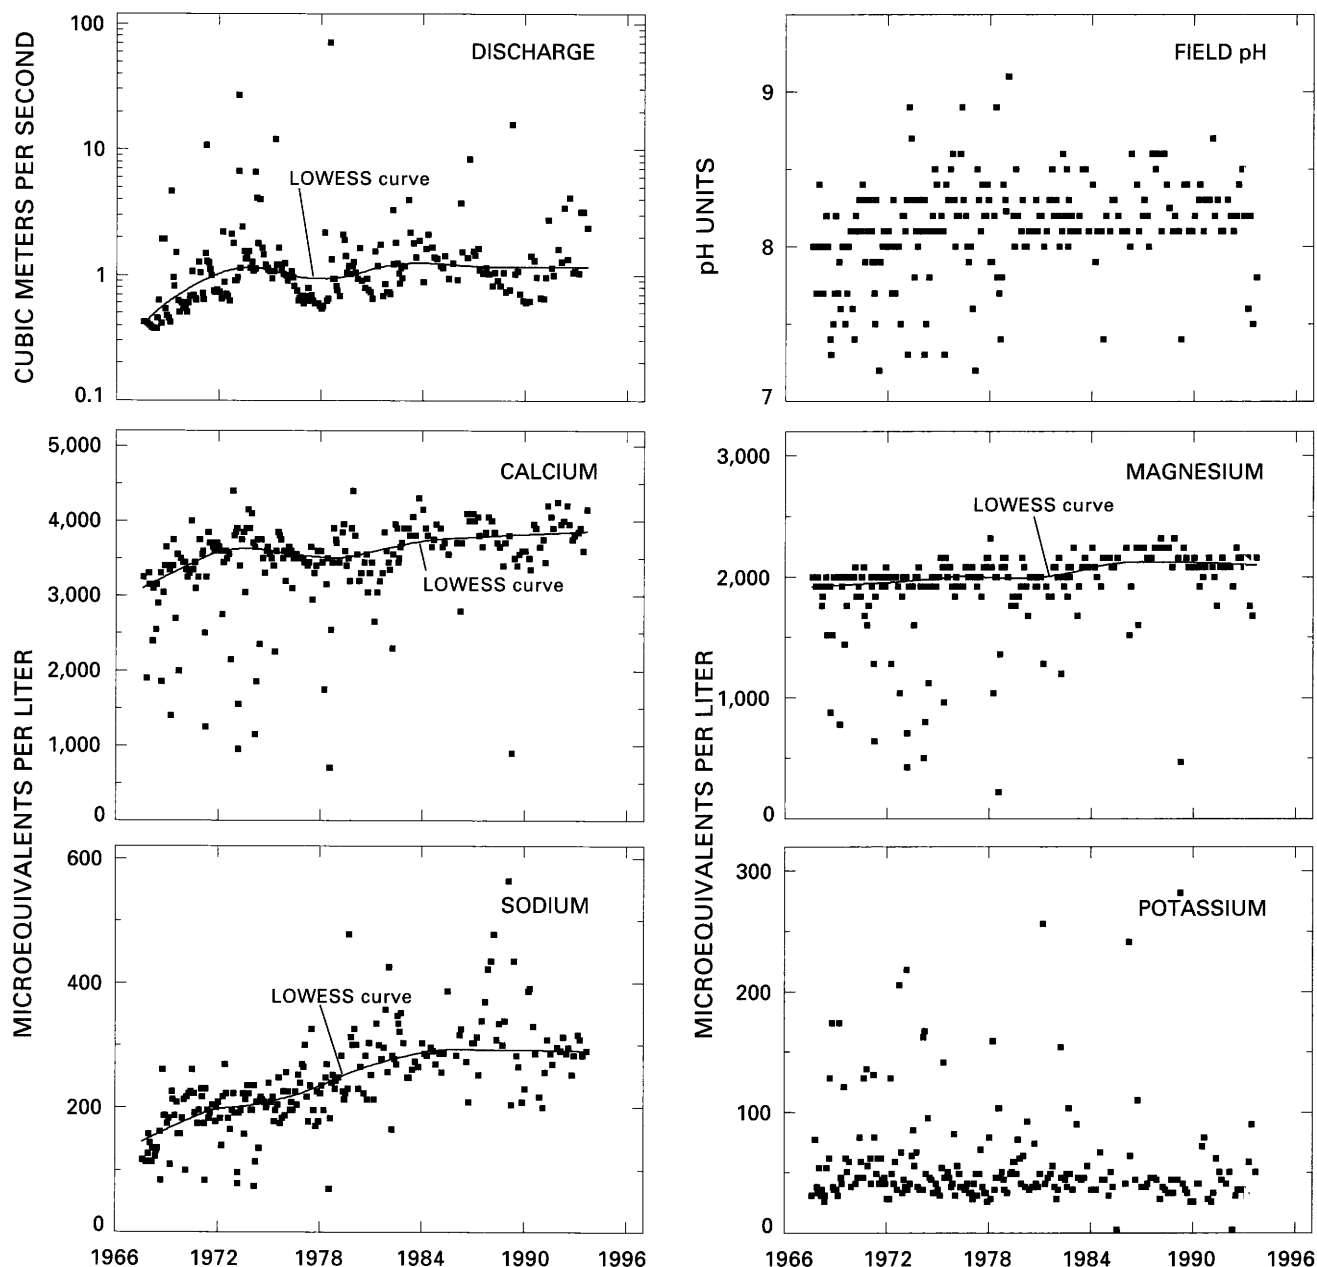 DISCHARGE
CUBIC METERS PER SECOND
100
10
1
0.1
LOWESS curve
FIELD pH
pH UNITS
9
8
7
CALCIUM
MICROEQUIVALENTS PER LITER
5,000
4,000
3,000
2,000
1,000
0
LOWESS curve
MAGNESIUM
MICROEQUIVALENTS PER LITER
3,000
2,000
1,000
0
LOWESS curve
SODIUM
600
400
200
0
LOWESS curve
1966 1972 1978 1984 1990 1996
POTASSIUM
300
200
100
0
1966 1972 1978 1984 1990 1996